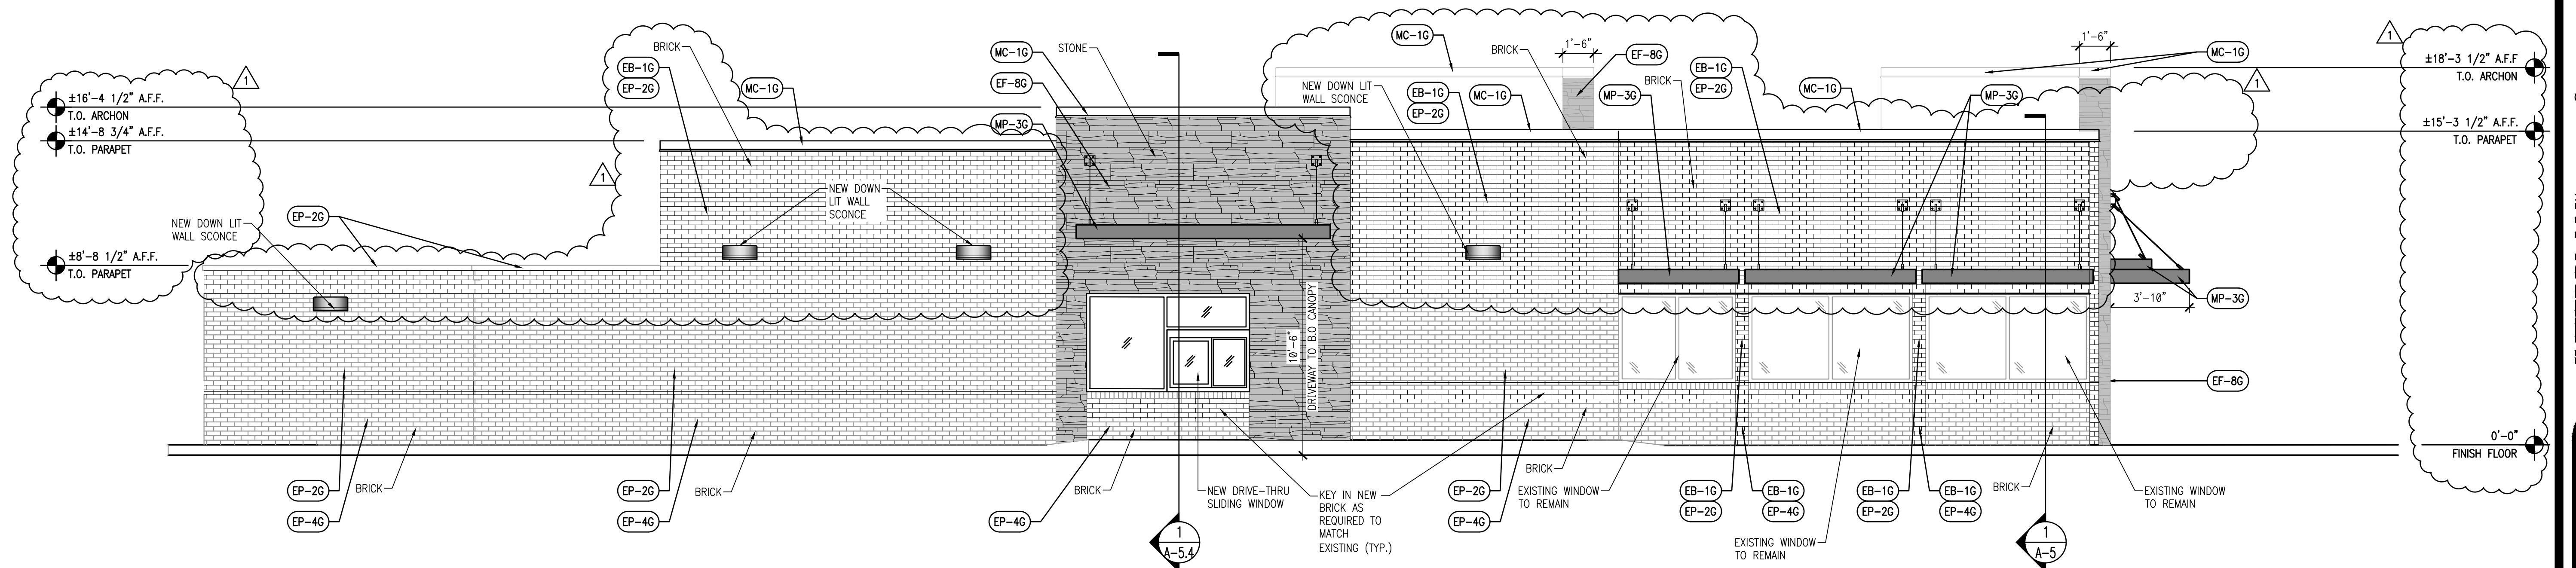 ±16'-4 1/2" A.F.F.
T.O. ARCHON
±14'-8 3/4" A.F.F.
T.O. PARAPET
±8'-8 1/2" A.F.F.
T.O. PARAPET
1
NEW DOWN LIT
WALL SCONCE
EP-2G
1
BRICK
EB-1G
EP-2G
MC-1G
NEW DOWN
LIT WALL
SCONCE
MC-1G
STONE
EF-8G
MP-3G
NEW DOWN LIT
WALL SCONCE
MC-1G
EB-1G
EP-2G
MC-1G
BRICK
1'-6"
EF-8G
MP-3G
BRICK
EB-1G
EP-2G
MC-1G
MP-3G
1'-6"
MC-1G
1
1
±18'-3 1/2" A.F.F
T.O. ARCHON
±15'-3 1/2" A.F.F.
T.O. PARAPET
MP-3G
3'-10"
EF-8G
0'-0"
FINISH FLOOR
10'-6"
DRIVEWAY TO B.O CANOPY
EP-2G
EP-4G
BRICK
EP-2G
EP-4G
BRICK
EP-4G
BRICK
1
A-5.4
NEW DRIVE-THRU
SLIDING WINDOW
KEY IN NEW
BRICK AS
REQUIRED TO
MATCH
EXISTING (TYP.)
EP-2G
EP-4G
BRICK
EXISTING WINDOW
TO REMAIN
EB-1G
EP-2G
EB-1G
EP-4G
EXISTING WINDOW
TO REMAIN
EB-1G
EP-2G
EB-1G
EP-4G
BRICK
1
A-5
EXISTING WINDOW
TO REMAIN